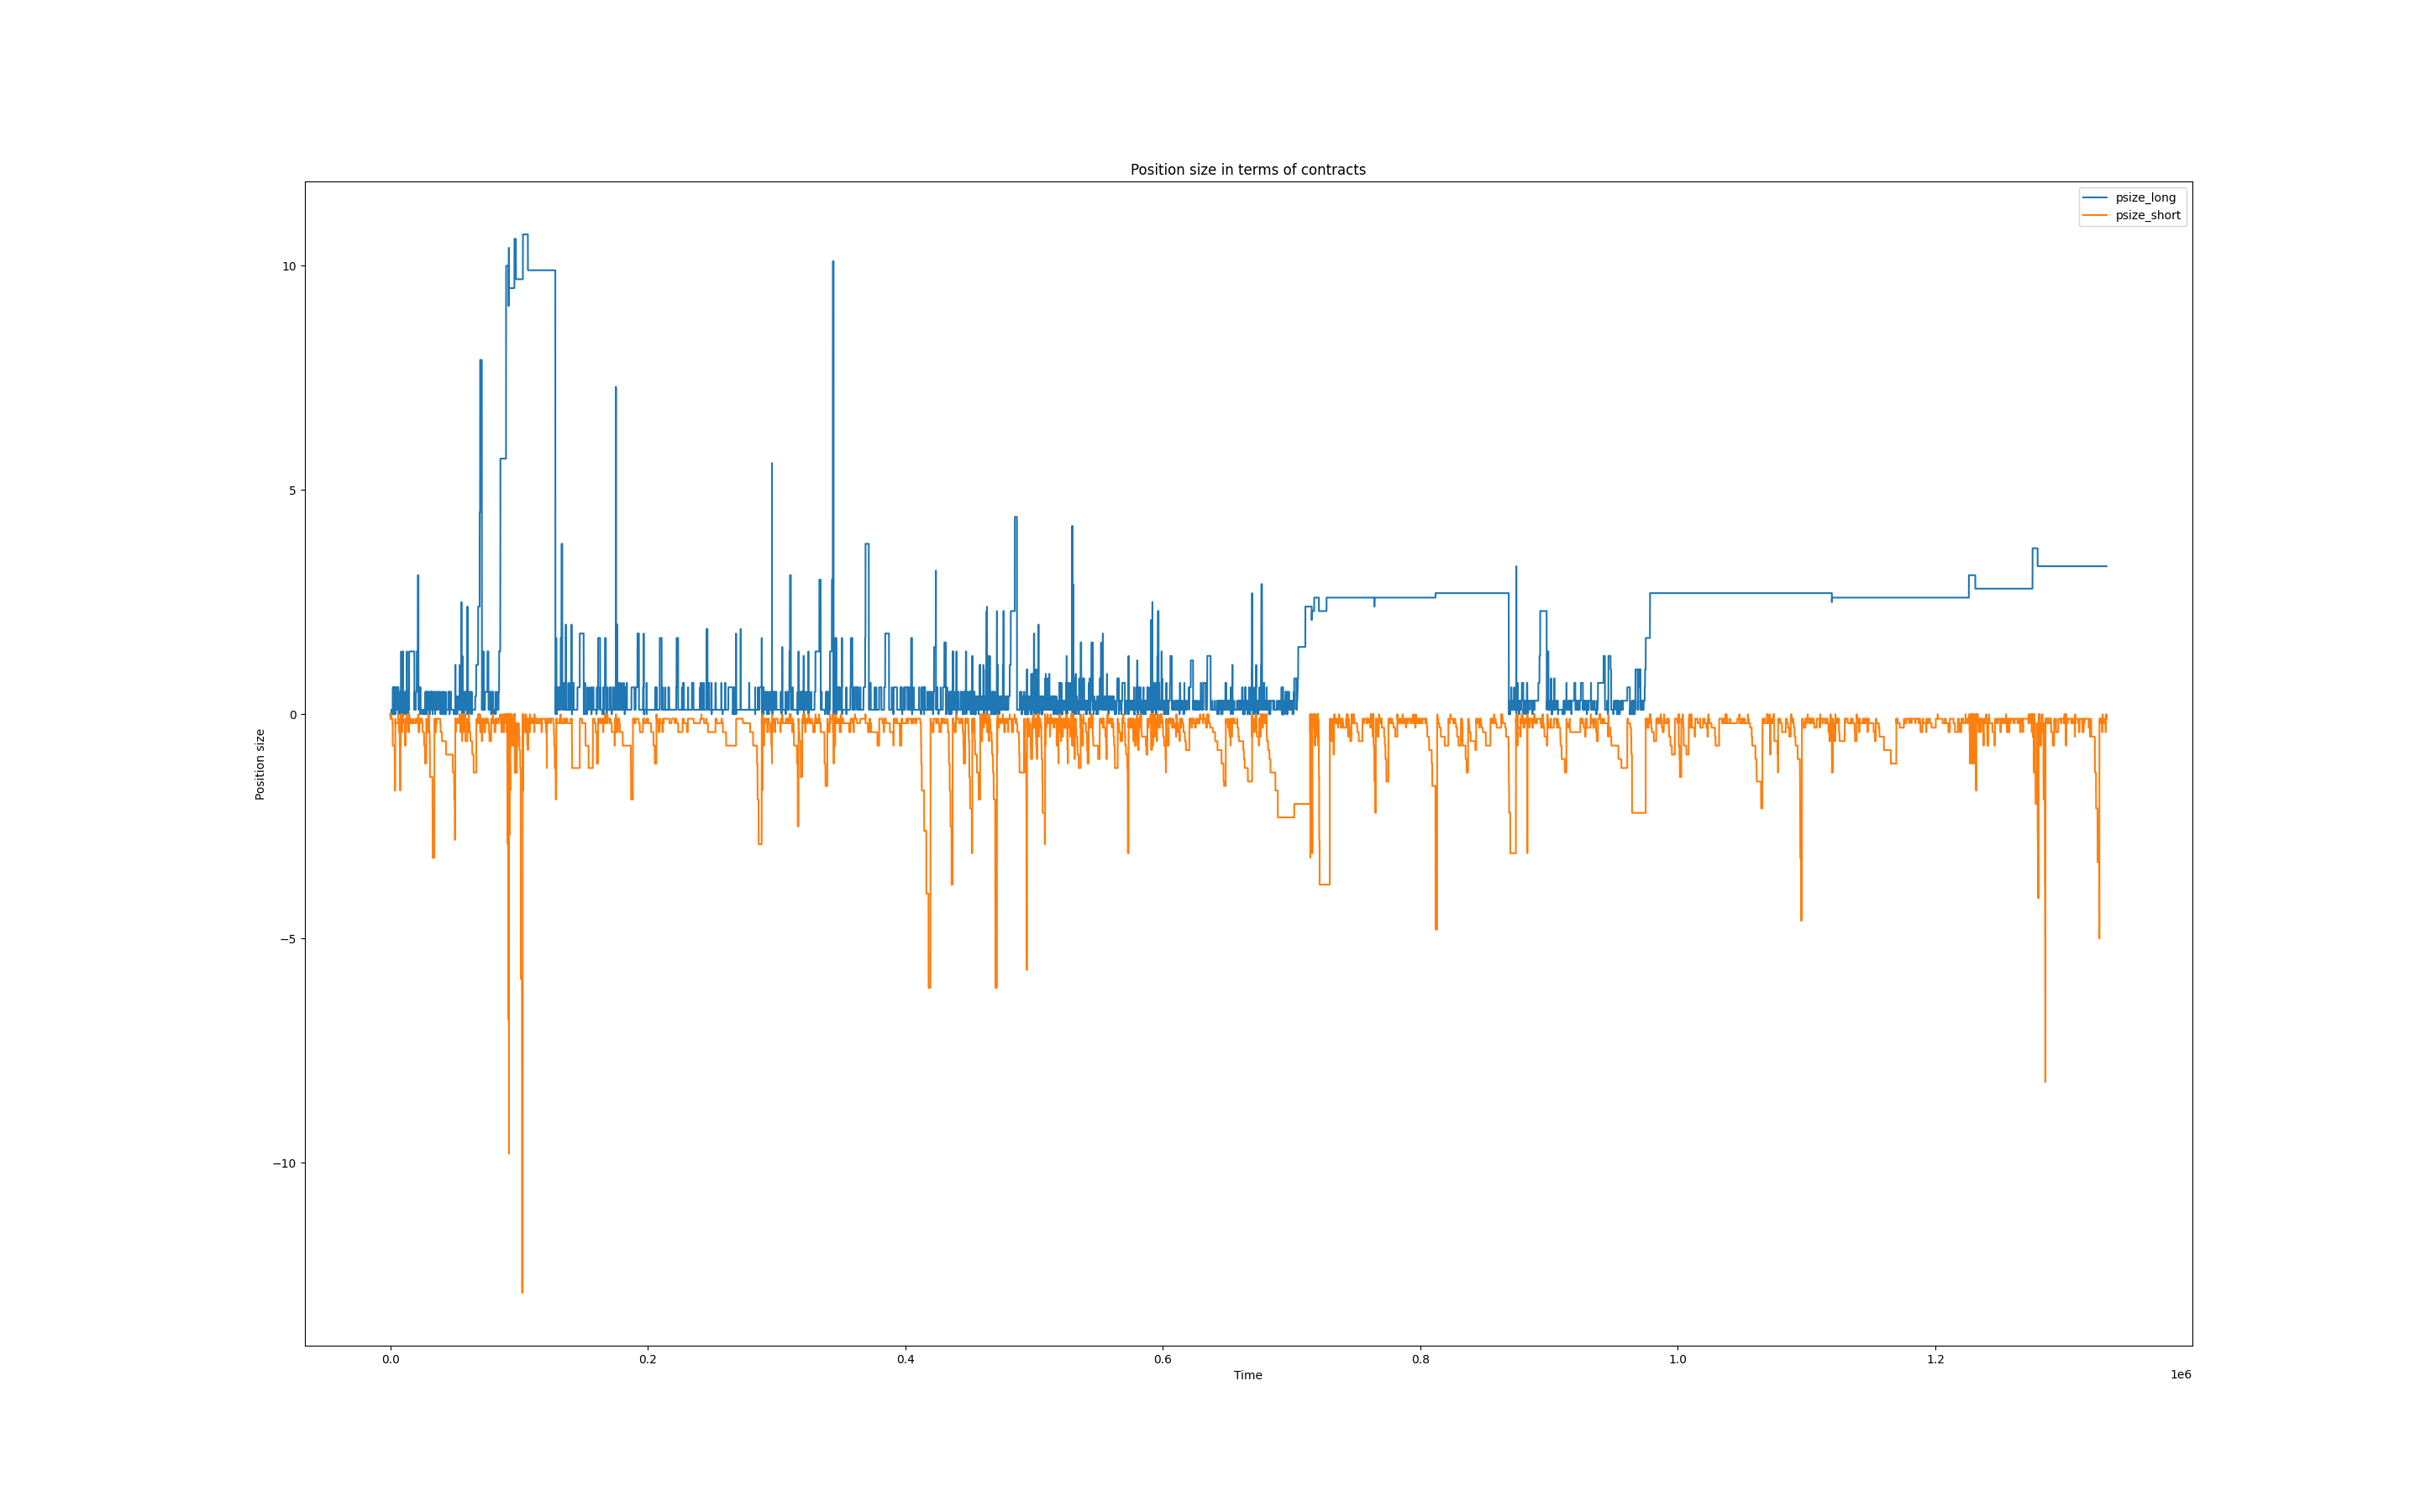 Position size in terms of contracts
psize_long
psize_short
10
5
0
−5
−10
Position size
0.0
0.2
0.4
0.6
0.8
1.0
1.2
Time
1e6